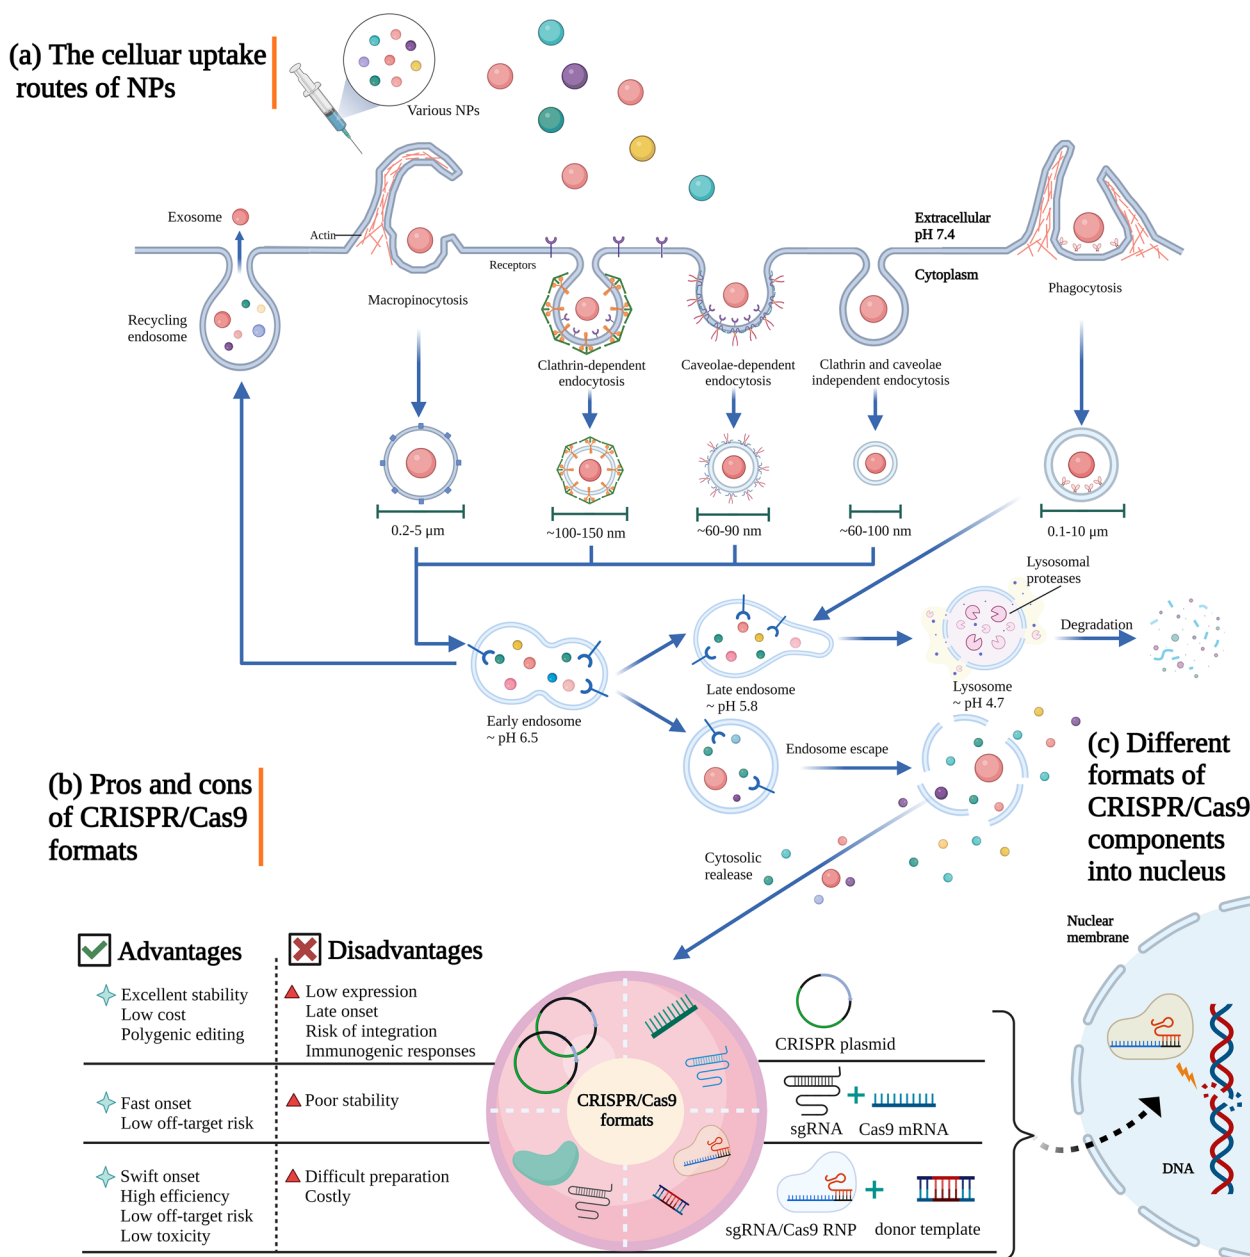 (a) The celluar uptake
routes of NPs
Various NPs
Exosome
Actin
Receptors
Extracellular
pH 7.4
Cytoplasm
Recycling
endosome
Macropinocytosis
Phagocytosis
Clathrin-dependent
endocytosis
Caveolae-dependent
endocytosis
Clathrin and caveolae
independent endocytosis
0.2-5 μm
~100-150 nm
~60-90 nm
~60-100 nm
0.1-10 μm
Lysosomal
proteases
Degradation
Early endosome
~ pH 6.5
Late endosome
~ pH 5.8
Lysosome
~ pH 4.7
Endosome escape
Cytosolic
realease
(b) Pros and cons
of CRISPR/Cas9
formats
(c) Different
formats of
CRISPR/Cas9
components
into nucleus
Advantages
Disadvantages
Excellent stability
Low cost
Polygenic editing
Low expression
Late onset
Risk of integration
Immunogenic responses
Fast onset
Low off-target risk
Poor stability
Swift onset
High efficiency
Low off-target risk
Low toxicity
Difficult preparation
Costly
CRISPR/Cas9
formats
CRISPR plasmid
sgRNA
+
Cas9 mRNA
sgRNA/Cas9 RNP
+
donor template
Nuclear
membrane
DNA